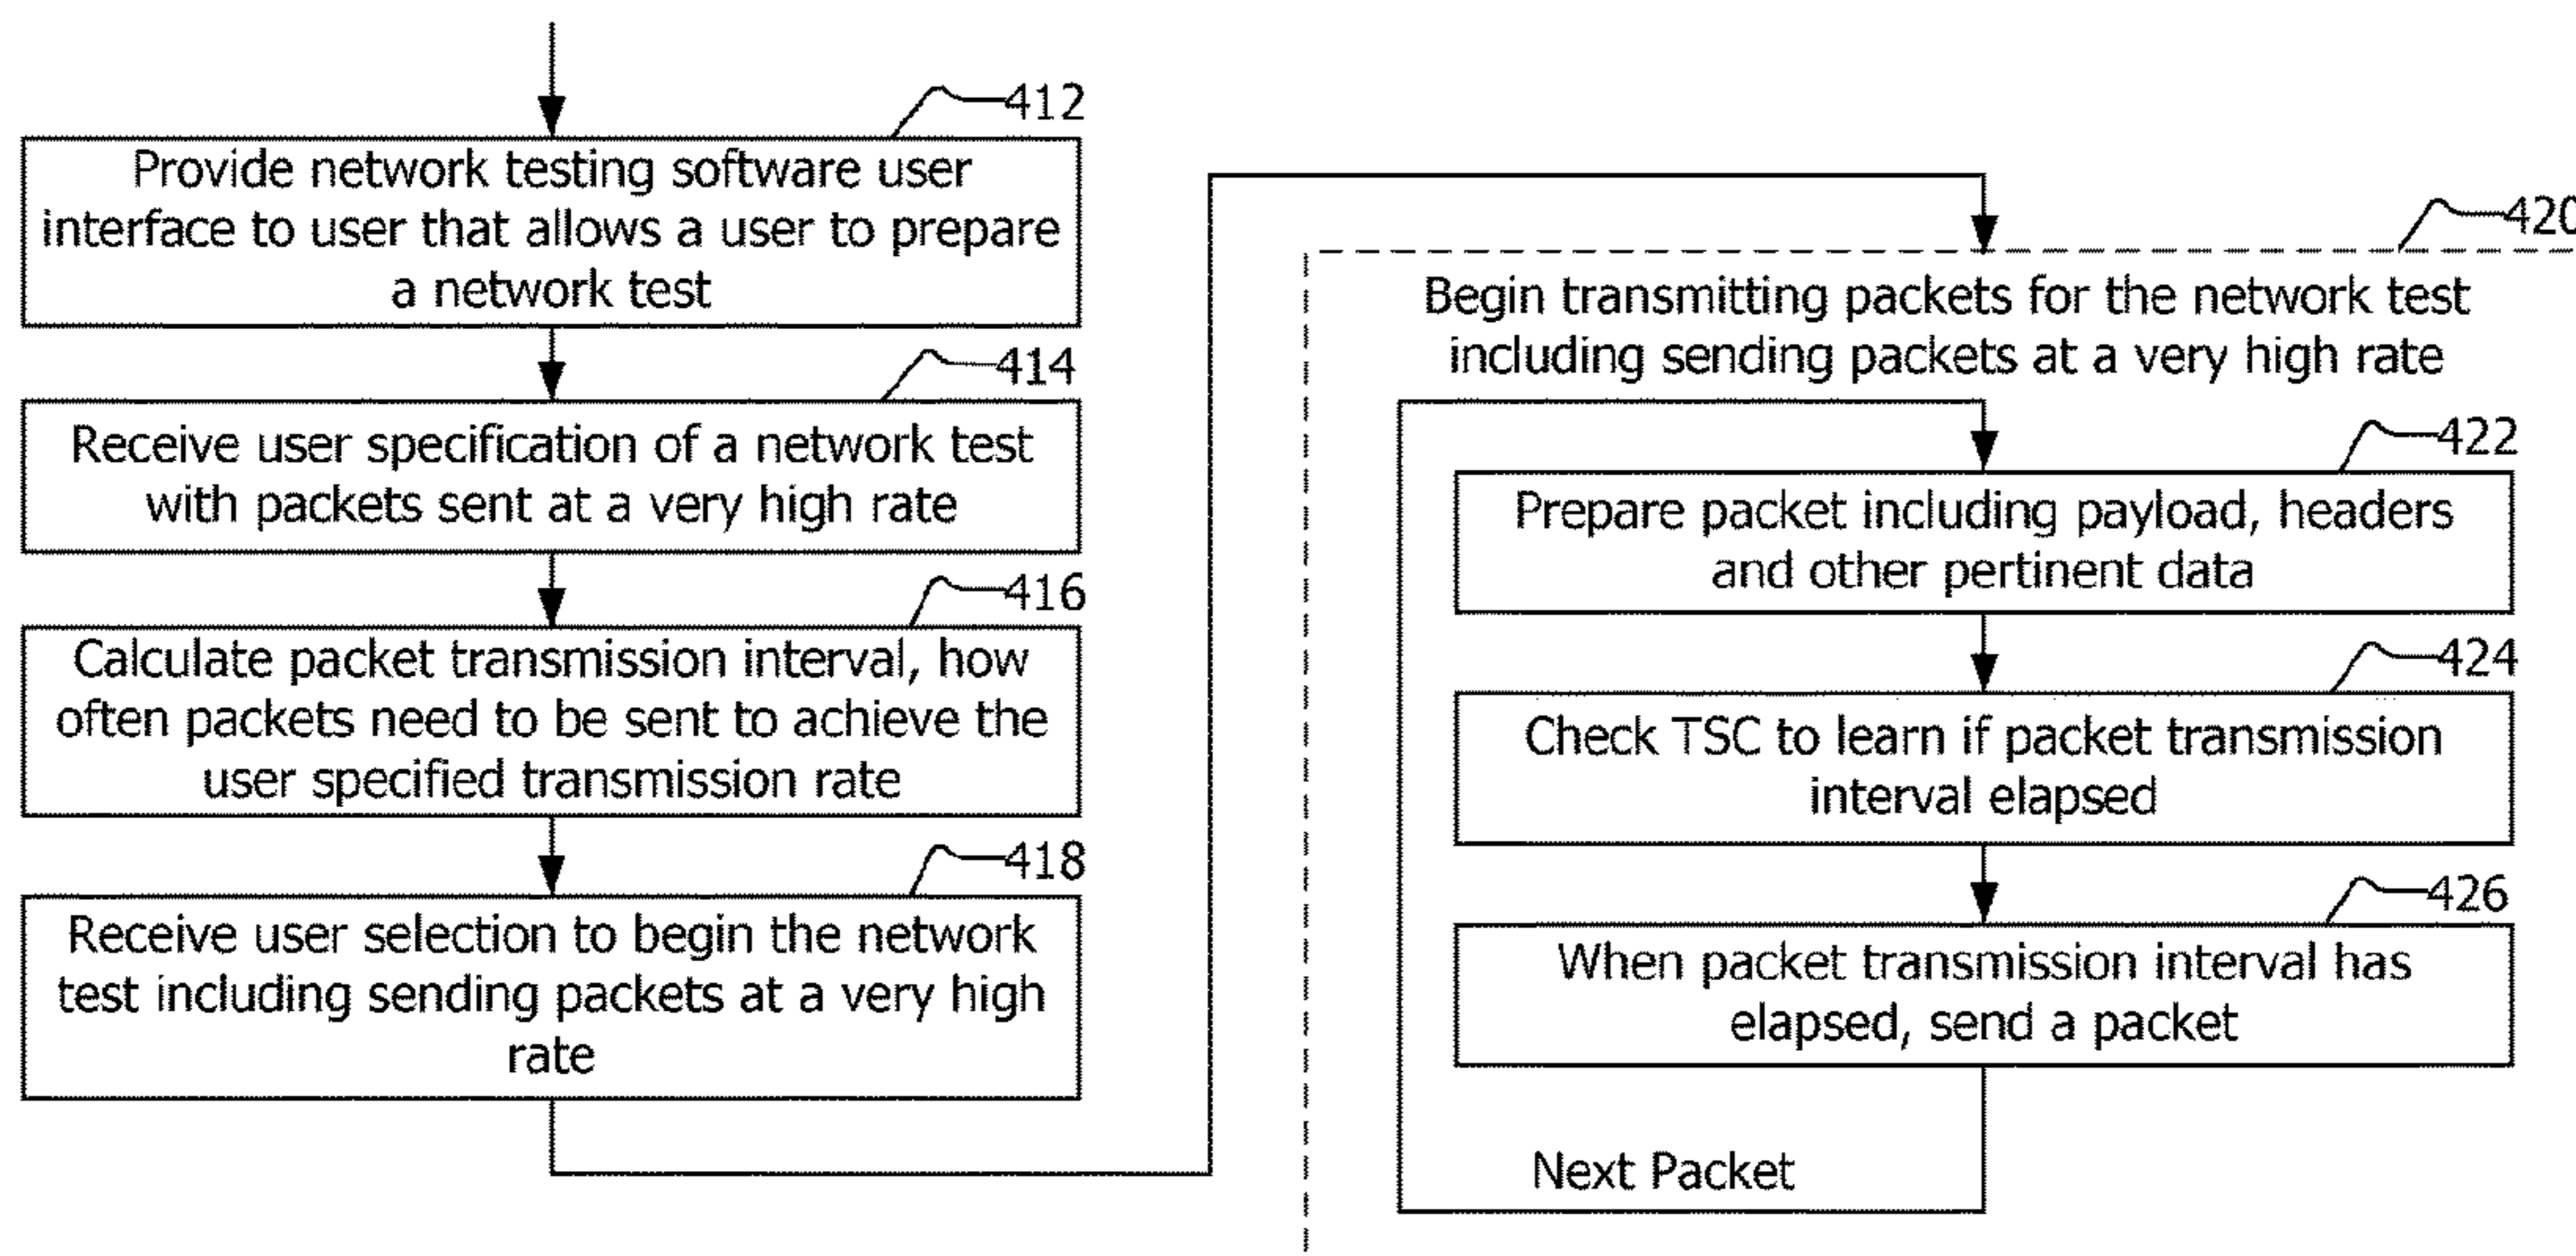 412
Provide network testing software user
interface to user that allows a user to prepare
a network test
414
Receive user specification of a network test
with packets sent at a very high rate
416
Calculate packet transmission interval, how
often packets need to be sent to achieve the
user specified transmission rate
418
Receive user selection to begin the network
test including sending packets at a very high
rate
420
Begin transmitting packets for the network test
including sending packets at a very high rate
422
Prepare packet including payload, headers
and other pertinent data
424
Check TSC to learn if packet transmission
interval elapsed
426
When packet transmission interval has
elapsed, send a packet
Next Packet